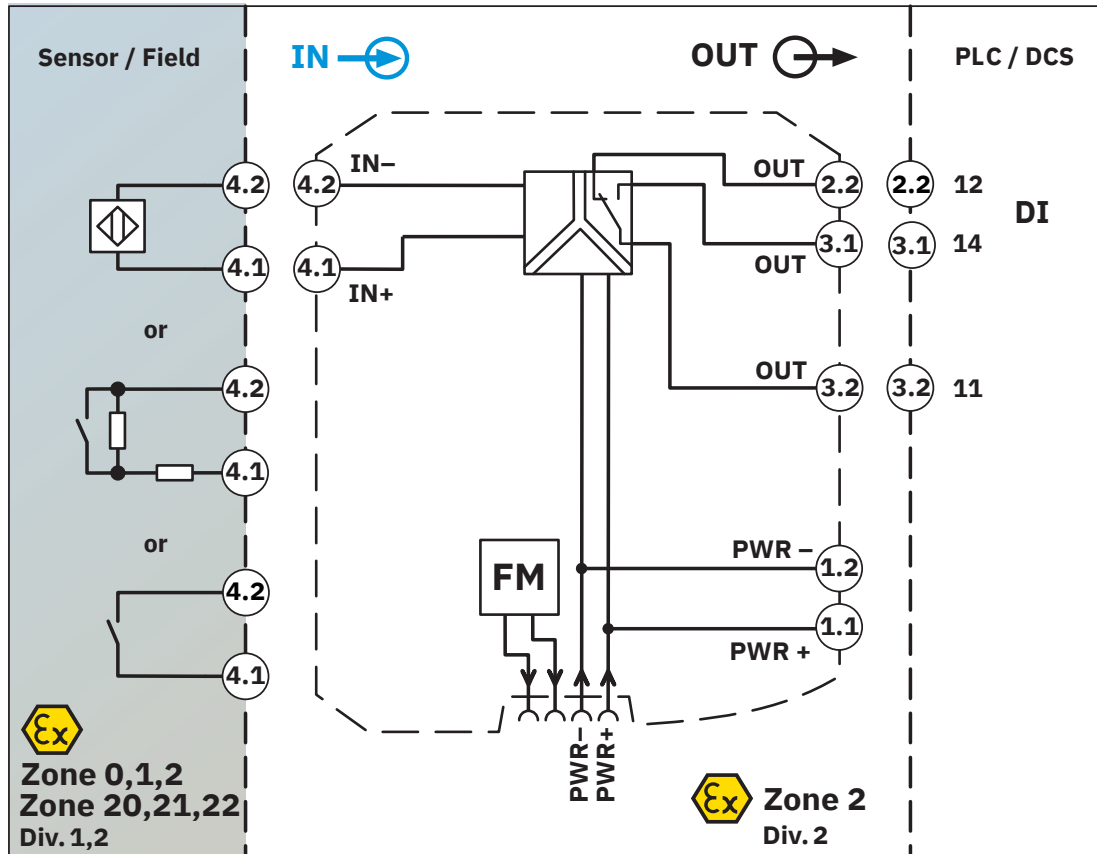 Sensor / Field
IN
OUT
PLC / DCS
4.2
4.1
or
4.2
4.1
or
4.2
4.1
Ex
Zone 0,1,2
Zone 20,21,22
Div. 1,2
4.2
IN–
4.1
IN+
OUT
2.2
2.2
12
DI
3.1
3.1
14
OUT
OUT
3.2
3.2
11
FM
PWR –
1.2
1.1
PWR +
PWR–
PWR+
Ex
Zone 2
Div. 2